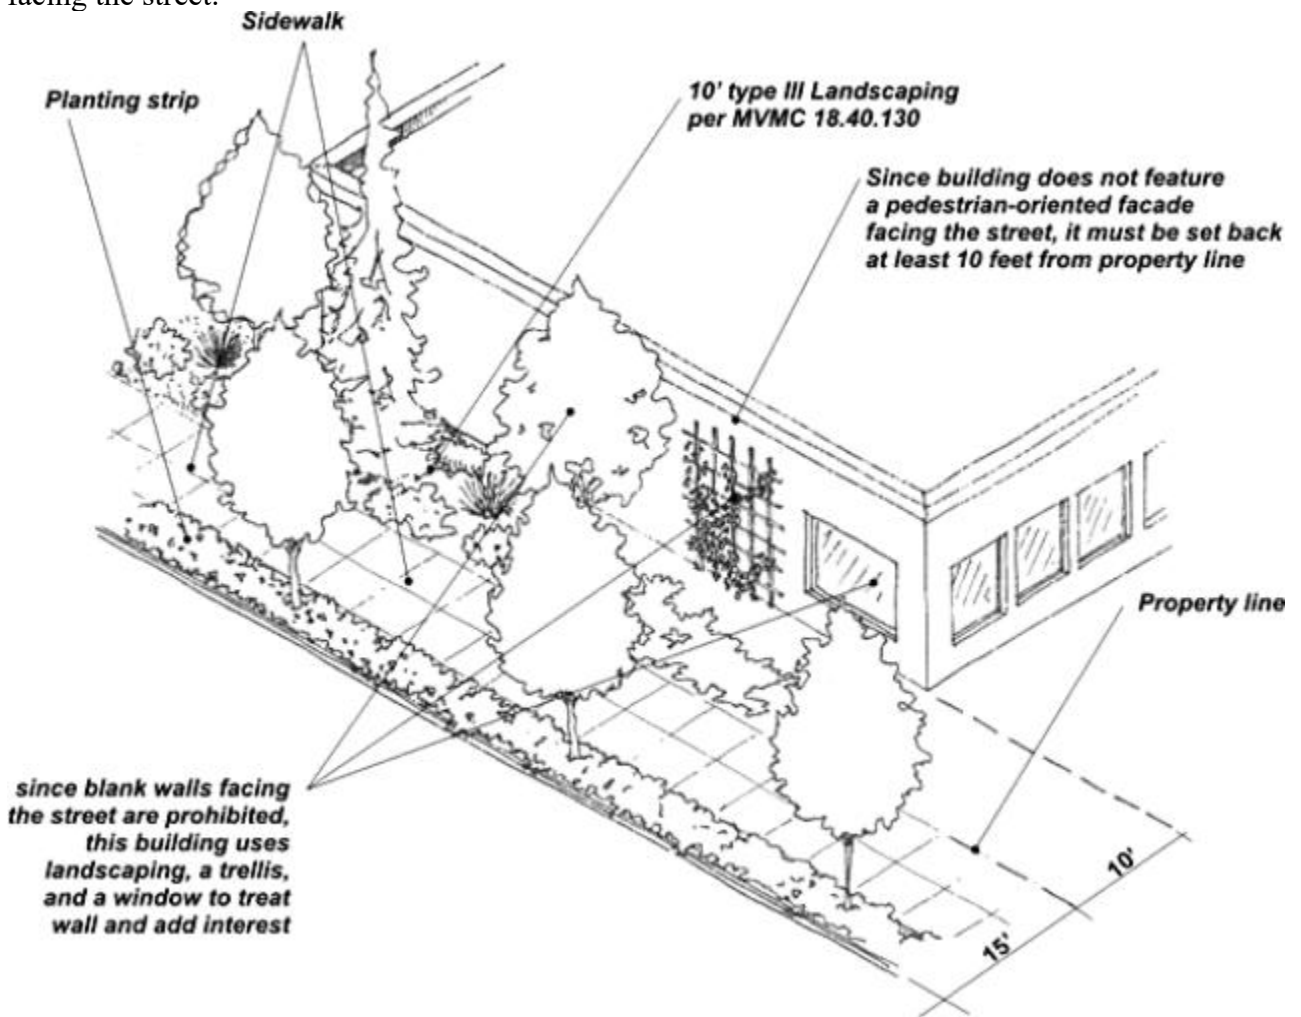 facing the street.
Sidewalk
Planting strip
10' type III Landscaping
per MVMC 18.40.130
Since building does not feature
a pedestrian-oriented facade
facing the street, it must be set back
at least 10 feet from property line
Property line
since blank walls facing
the street are prohibited,
this building uses
landscaping, a trellis,
and a window to treat
wall and add interest
10'
15'